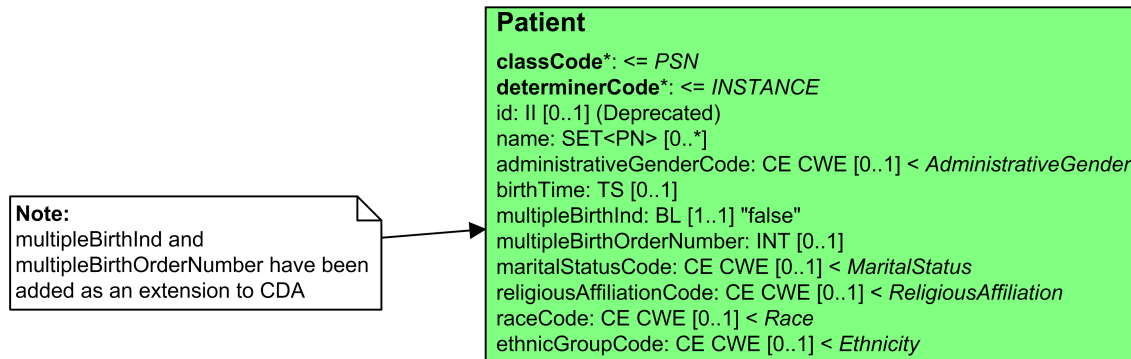 Patient
classCode*: <= PSN
determinerCode*: <= INSTANCE
id: II [0..1] (Deprecated)
name: SET<PN> [0..*]
administrativeGenderCode: CE CWE [0..1] < AdministrativeGender
birthTime: TS [0..1]
multipleBirthInd: BL [1..1] "false"
multipleBirthOrderNumber: INT [0..1]
maritalStatusCode: CE CWE [0..1] < MaritalStatus
religiousAffiliationCode: CE CWE [0..1] < ReligiousAffiliation
raceCode: CE CWE [0..1] < Race
ethnicGroupCode: CE CWE [0..1] < Ethnicity
Note:
multipleBirthInd and
multipleBirthOrderNumber have been
added as an extension to CDA